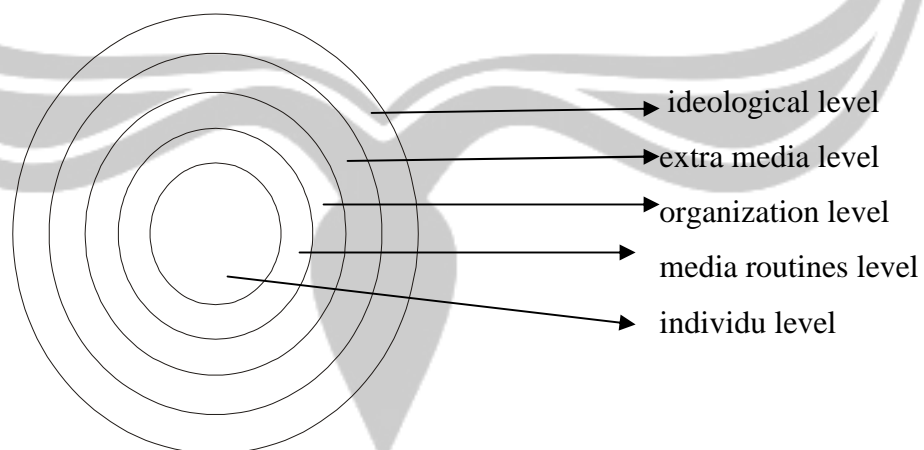 ideological level
extra media level
organization level
media routines level
individu level